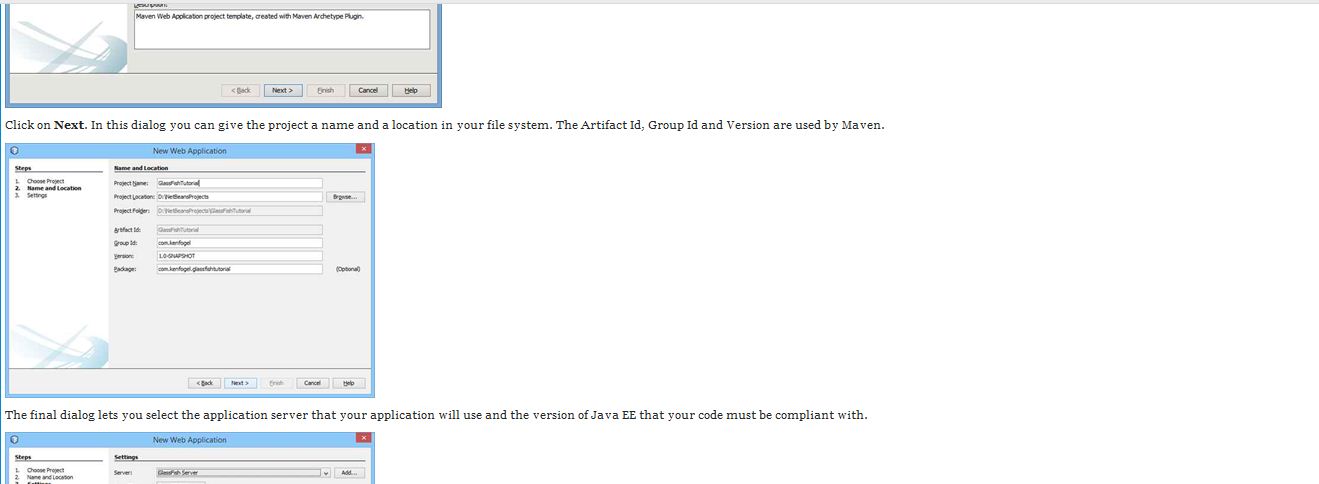 Description:
Maven Web Application project template, created with Maven Archetype Plugin.
< Back Next > Finish Cancel Help
Click on Next. In this dialog you can give the project a name and a location in your file system. The Artifact Id, Group Id and Version are used by Maven.
New Web Application
Steps
1. Choose Project
2. Name and Location
3. Settings
Name and Location
Project Name: GlassFishTutorial
Project Location: D:\NetBeansProjects Browse...
Project Folder: D:\NetBeansProjects\GlassFishTutorial
Artifact Id: GlassFishTutorial
Group Id: com.kenfogel
Version: 1.0-SNAPSHOT
Package: com.kenfogel.glassfishtutorial (Optional)
< Back Next > Finish Cancel Help
The final dialog lets you select the application server that your application will use and the version of Java EE that your code must be compliant with.
New Web Application
Steps
1. Choose Project
2. Name and Location
3. Settings
Settings
Server: GlassFish Server Add...